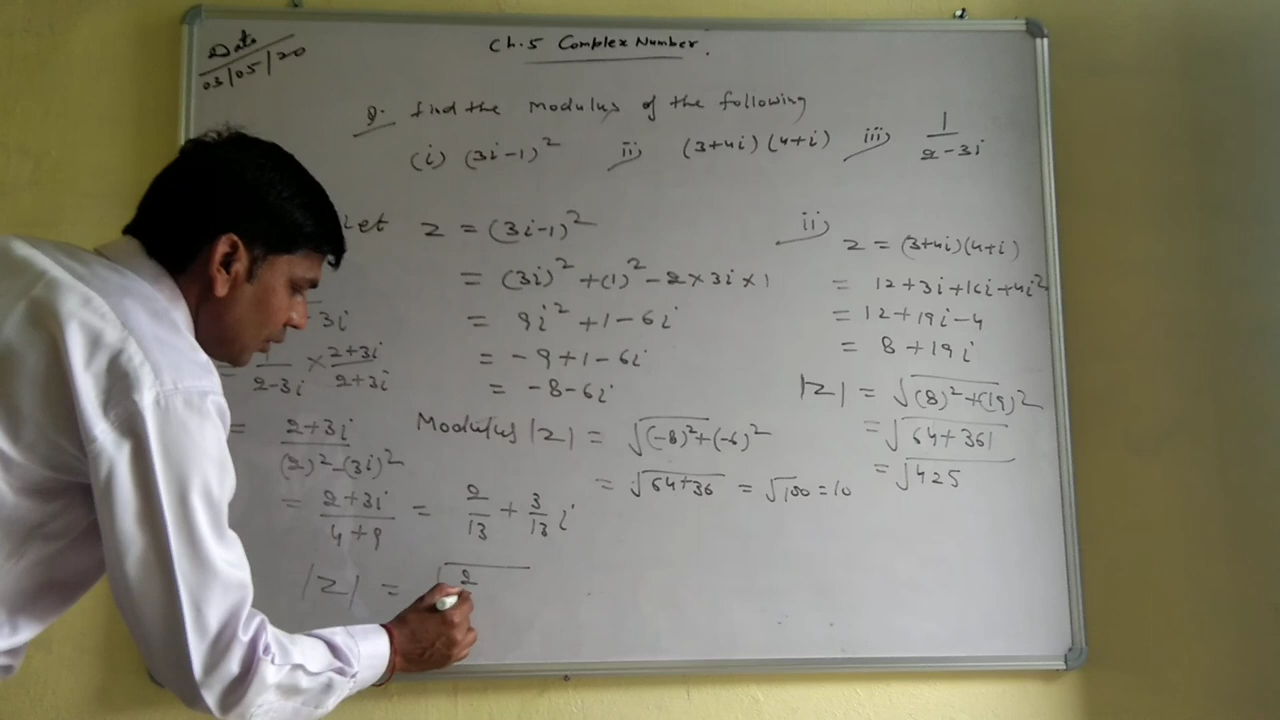 Date
03/05/20
Ch.5 Complex Number.
Q. find the Modulus of the following
(i) (3i-1)² ii) (3+4i)(4+i) iii) 1/(2-3i)
Let z = (3i-1)²
= (3i)² + (1)² - 2×3i×1
= 9i² + 1 - 6i
= -9 + 1 - 6i
= -8 - 6i
Modulus |z| = √(-8)² + (-6)²
= √64+36 = √100 = 10
ii)
z = (3+4i)(4+i)
= 12+3i+16i+4i²
= 12+19i-4
= 8+19i
|z| = √(8)²+(19)²
= √64+361
= √425
-3i
= 1/(2-3i) × (2+3i)/(2+3i)
= (2+3i)/((2)²-(3i)²)
= (2+3i)/(4+9) = 2/13 + 3/13 i
|z| = √2